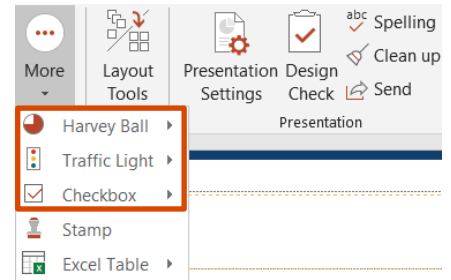 More
Layout
Tools
Presentation
Settings
Design
Check
abc Spelling
Clean up
Send
Presentation
Harvey Ball
Traffic Light
Checkbox
Stamp
Excel Table